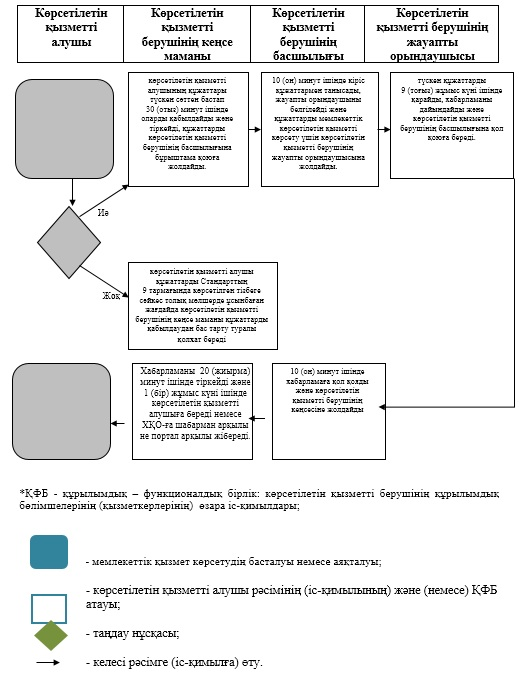 Көрсетілетін
қызметті
алушы
Көрсетілетін
қызметті
берушінің кеңсе
маманы
Көрсетілетін
қызметті
берушінің
басшылығы
Көрсетілетін
қызметті берушінің
жауапты
орындаушысы
көрсетілетін қызметті
алушының құжаттары
түскен сәттен бастап
30 (отыз) минут ішінде
оларды қабылдайды және
тіркейді, құжаттарды
көрсетілетін қызметті
берушінің басшылығына
бұрыштама қоюға
жолдайды.
10 (он) минут ішінде кіріс
құжаттармен танысады,
жауапты орындаушыны
белгілейді және
құжаттарды мемлекеттік
көрсетілетін қызметті
көрсету үшін көрсетілетін
қызметті берушінің
жауапты орындаушысына
жолдайды.
түскен құжаттарды
9 (тоғыз) жұмыс күні ішінде
қарайды, хабарламаны
дайындайды және
көрсетілетін қызметті
берушінің басшылығына қол
қоюға береді.
Иә
Жоқ
көрсетілетін қызметті алушы
құжаттарды Стандарттың
9 тармағында көрсетілген тізбеге
сәйкес толық мөлшерде ұсынбаған
жағдайда көрсетілетін қызметті
берушінің кеңсе маманы құжаттарды
қабылдаудан бас тарту туралы
қолхат береді
Хабарламаны 20 (жиырма)
минут ішінде тіркейді және
1 (бір) жұмыс күні ішінде
көрсетілетін қызметті
алушыға береді немесе
ХҚО-ға шабарман арқылы
не портал арқылы жібереді.
10 (он) минут ішінде
хабарламаға қол қояды
және көрсетілетін
қызметті берушінің
кеңсесіне жолдайды
*ҚФБ - құрылымдық – функционалдық бірлік: көрсетілетін қызметті берушінің құрылымдық
бөлімшелерінің (қызметкерлерінің) өзара іс-қимылдары;
- мемлекеттік қызмет көрсетудің басталуы немесе аяқталуы;
- көрсетілетін қызметті алушы рәсімінің (іс-қимылының) және (немесе) ҚФБ
атауы;
- таңдау нұсқасы;
- келесі рәсімге (іс-қимылға) өту.